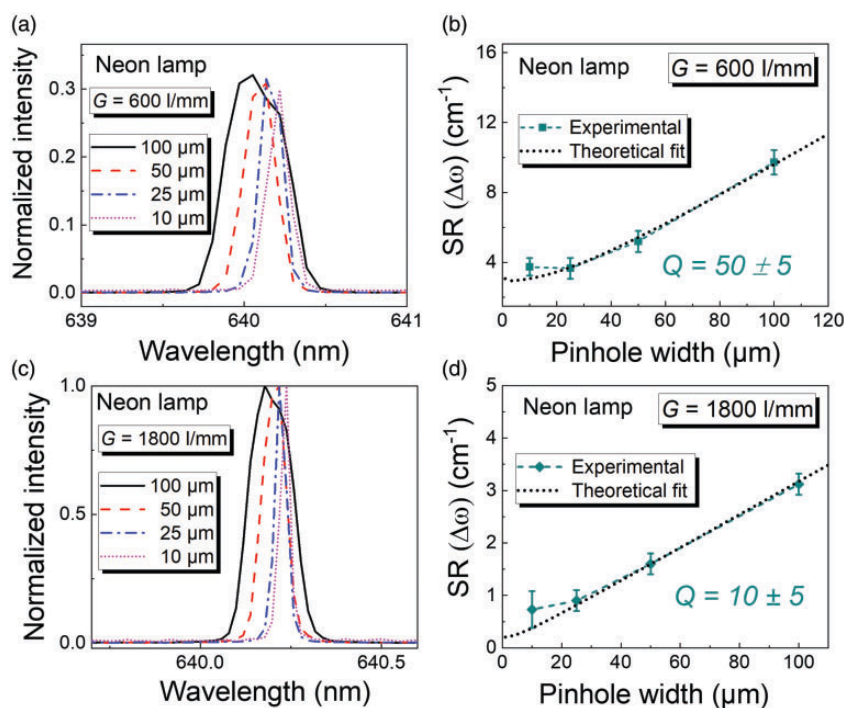 (a)
Neon lamp
G = 600 l/mm
100 µm
50 µm
25 µm
10 µm
Normalized intensity
0.3
0.2
0.1
0.0
639
640
641
Wavelength (nm)
(b)
Neon lamp
G = 600 l/mm
Experimental
Theoretical fit
Q = 50 ± 5
SR (Δω) (cm⁻¹)
16
12
8
4
0
0
20
40
60
80
100
120
Pinhole width (µm)
(c)
Neon lamp
G = 1800 l/mm
100 µm
50 µm
25 µm
10 µm
Normalized intensity
1.0
0.5
0.0
640.0
640.5
Wavelength (nm)
(d)
Neon lamp
G = 1800 l/mm
Experimental
Theoretical fit
Q = 10 ± 5
SR (Δω) (cm⁻¹)
5
4
3
2
1
0
0
20
40
60
80
100
Pinhole width (µm)